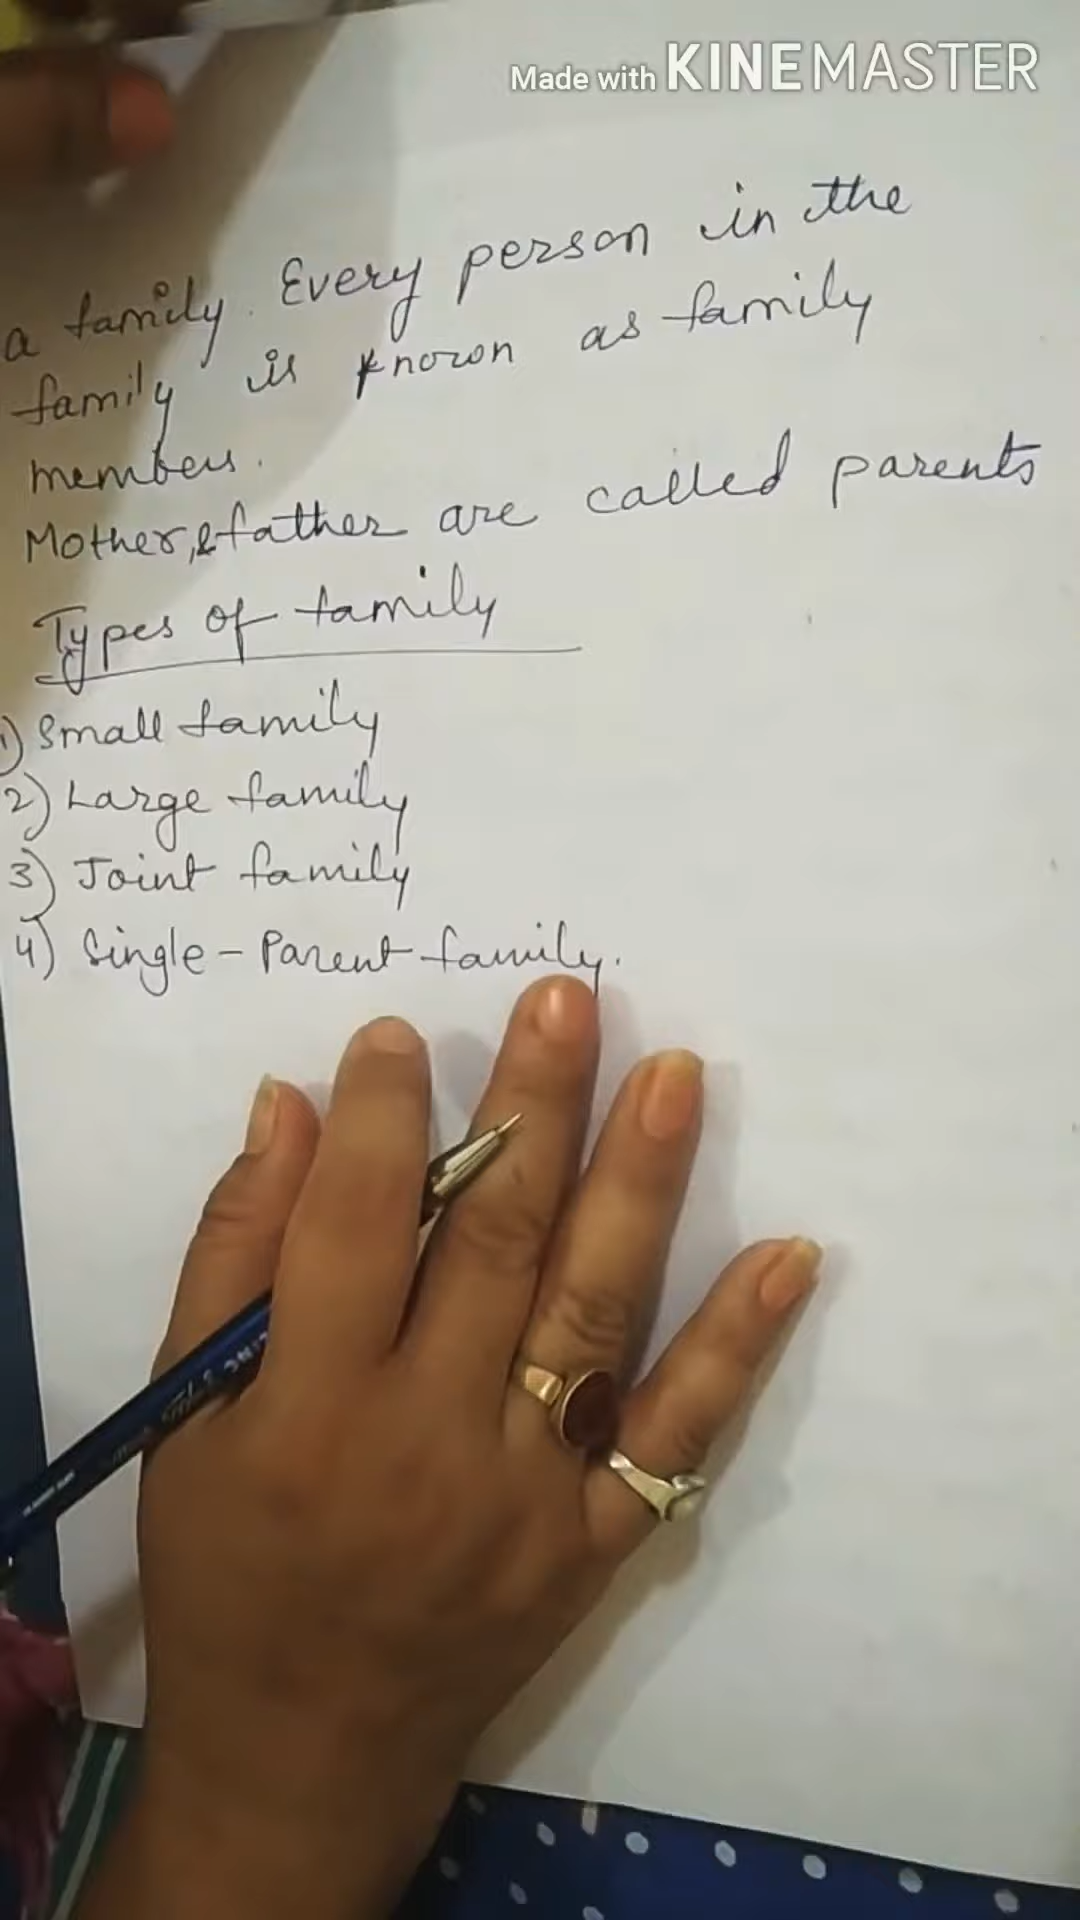 Made with KINEMASTER
a family. Every person in the
family is known as family
members.
Mother, & father are called parents
Types of family
1) Small family
2) Large family
3) Joint family
4) Single - Parent family.